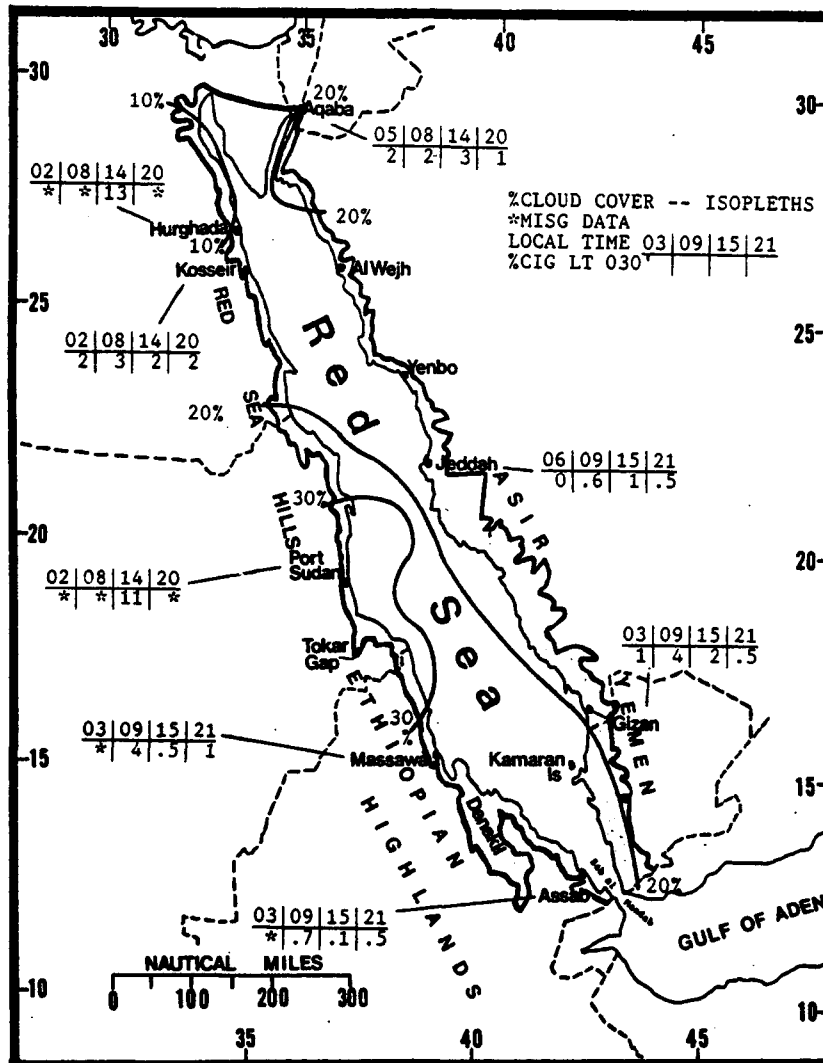 30 35 40 45
30
30
10%
20%
Aqaba
05|08|14|20
2|2|3|1
02|08|14|20
*|*|13|*
%CLOUD COVER -- ISOPLETHS
*MISG DATA
LOCAL TIME 03|09|15|21
%CIG LT 030
20%
Hurghada
10%
Kosseir
Al Wejh
RED
SEA
HILLS
25
25
Red
Sea
02|08|14|20
2|3|2|2
Yenbo
20%
Jeddah
06|09|15|21
0|.6|1|.5
ASIR
30%
20
20
Port
Sudan
02|08|14|20
*|*|11|*
Tokar
Gap
03|09|15|21
1|4|2|.5
YEMEN
Gizan
ETHIOPIAN
HIGHLANDS
30
%
03|09|15|21
*|4|.5|1
Massawa
Kamaran
Is
15
15
Danakil
Assab
Bab al Mandab
20%
GULF OF ADEN
03|09|15|21
*|.7|.1|.5
NAUTICAL MILES
0 100 200 300
10
10
35 40 45